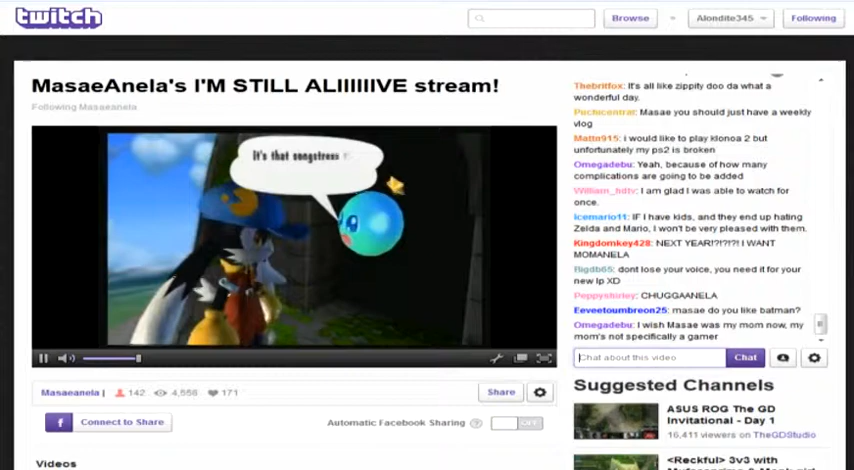 twitch
Browse
Alondite345
Following
MasaeAnela's I'M STILL ALIIIIIIVE stream!
Following Masaeanela
It's that songstress
Masaeanela |
142
4,556
171
Share
f
Connect to Share
Automatic Facebook Sharing ?
OFF
Videos
Thebritfox: It's all like zippity doo da what a
wonderful day.
Puchicentral: Masae you should just have a weekly
vlog
Mattn915: i would like to play klonoa 2 but
unfortunately my ps2 is broken
Omegadebu: Yeah, because of how many
complications are going to be added
William_hdtv: I am glad I was able to watch for
once.
Icemario11: IF I have kids, and they end up hating
Zelda and Mario, I won't be very pleased with them.
Kingdomkey428: NEXT YEAR!?!?!?! I WANT
MOMANELA
Bigdb65: dont lose your voice, you need it for your
new lp XD
Peppyshirley: CHUGGAANELA
Eeveetoumbreon25: masae do you like batman?
Omegadebu: I wish Masae was my mom now, my
mom's not specifically a gamer
Chat about this video
Chat
Suggested Channels
ASUS ROG The GD
Invitational - Day 1
16,411 viewers on TheGDStudio
<Reckful> 3v3 with